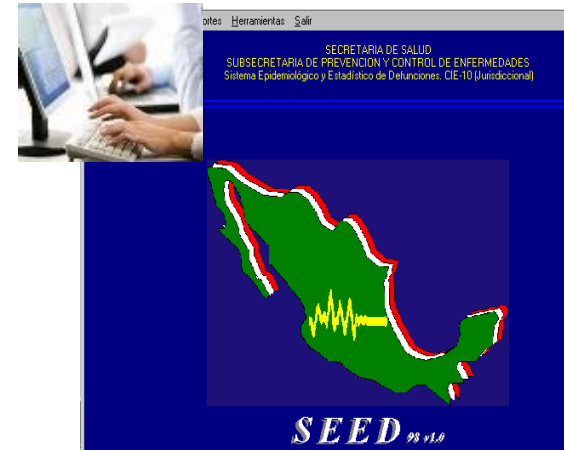 ortes Herramientas Salir
SECRETARIA DE SALUD
SUBSECRETARIA DE PREVENCION Y CONTROL DE ENFERMEDADES
Sistema Epidemiológico y Estadístico de Defunciones. CIE-10 (Jurisdiccional)
SEED 98 v1.0